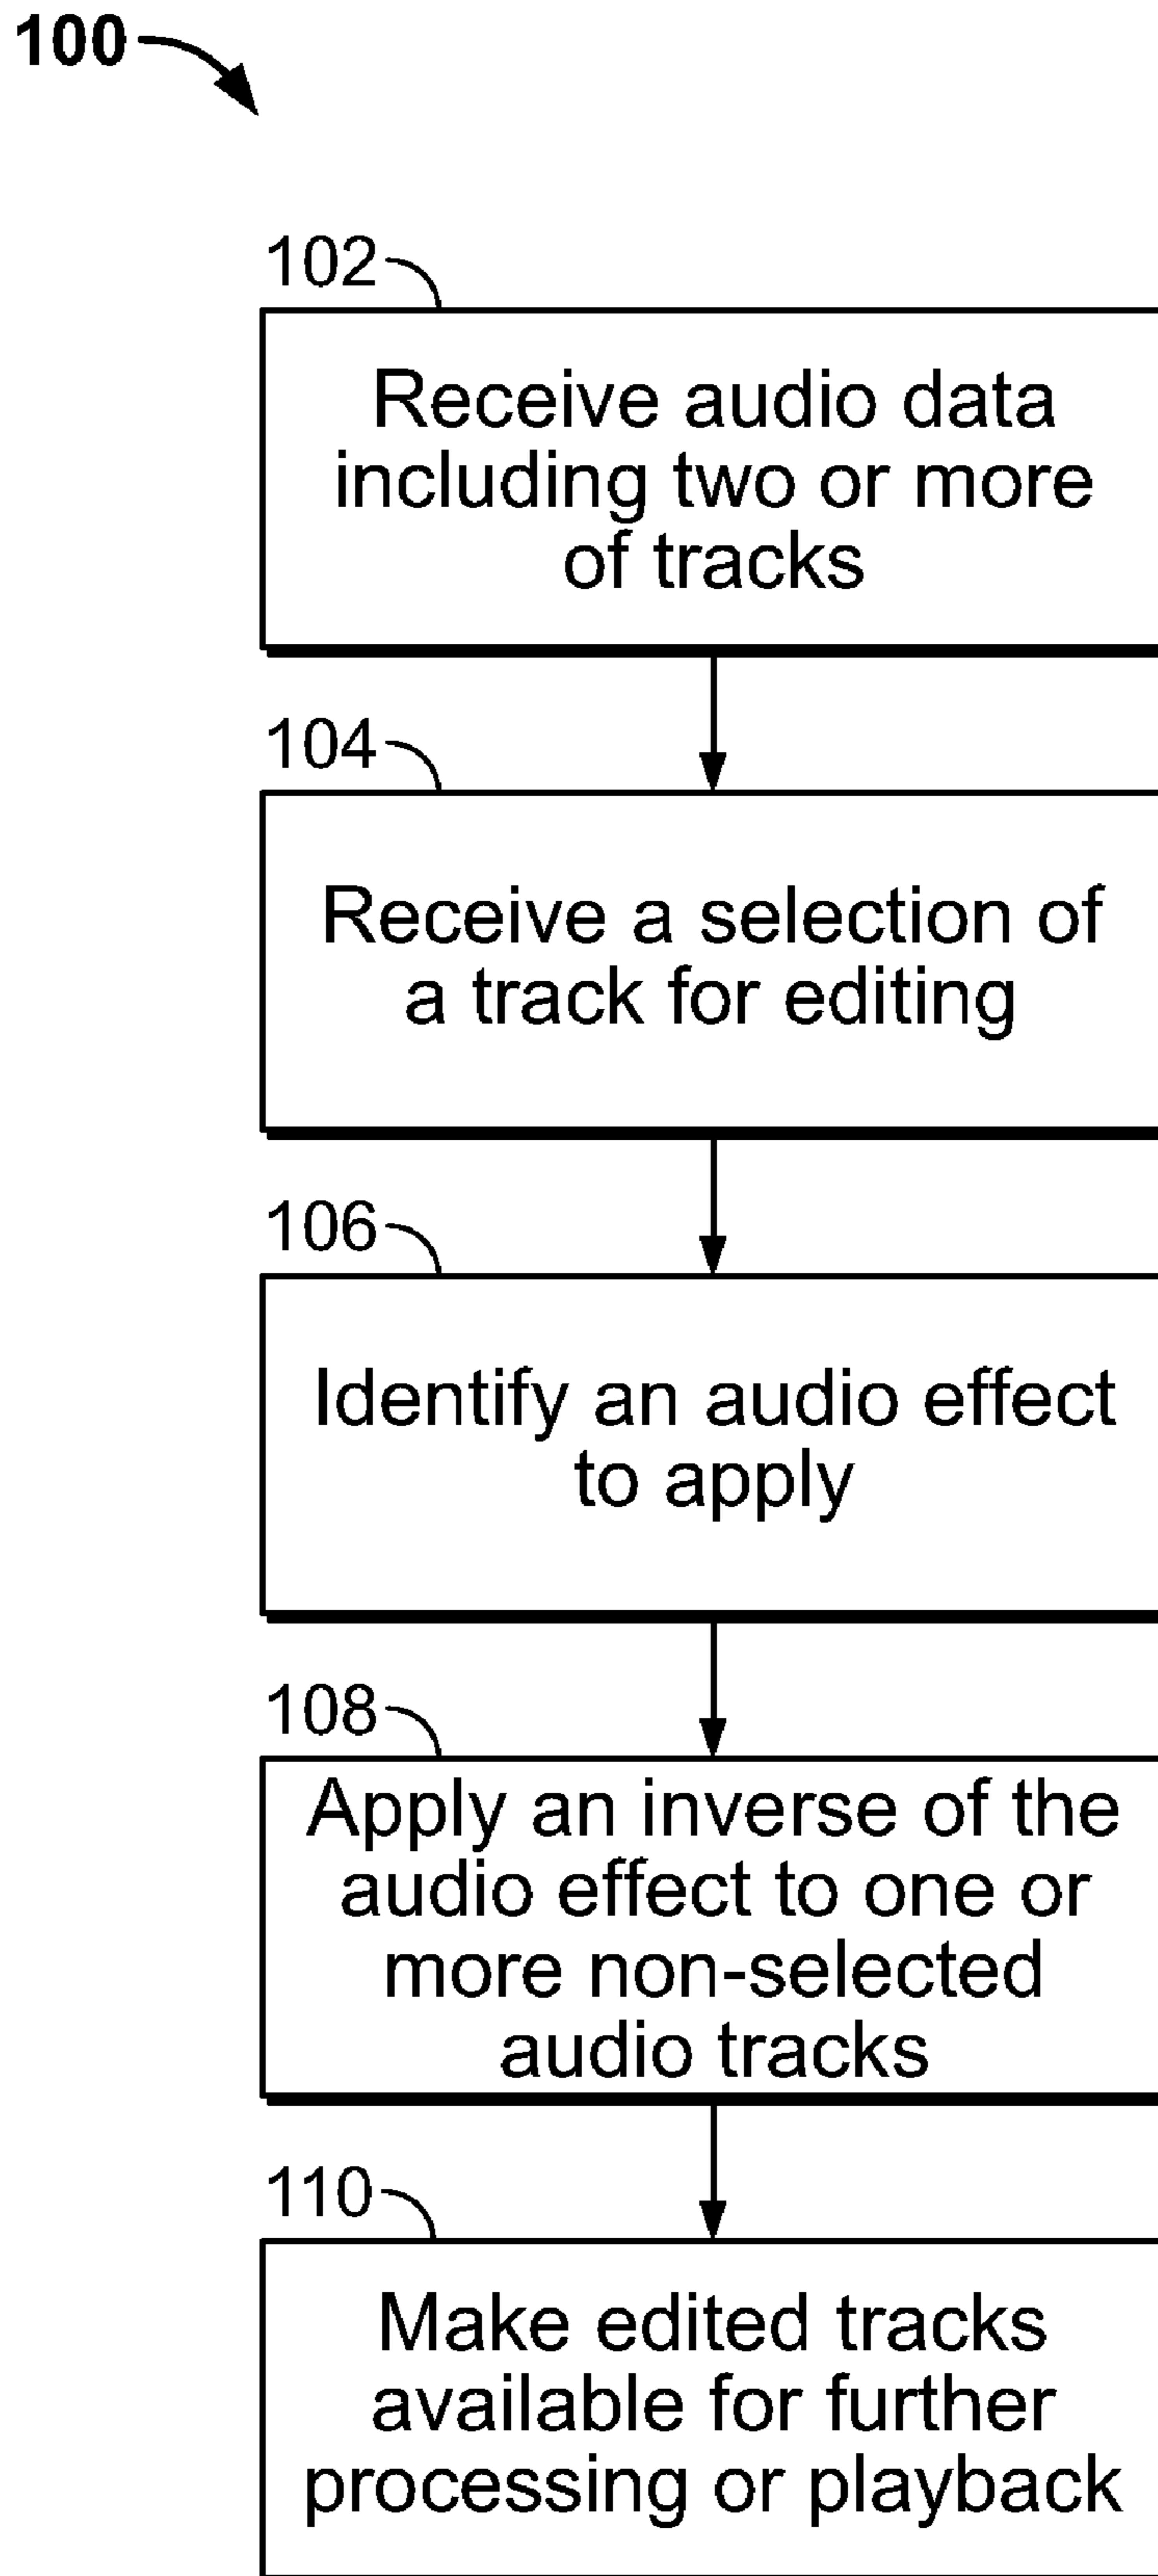 100
102
Receive audio data
including two or more
of tracks
104
Receive a selection of
a track for editing
106
Identify an audio effect
to apply
108
Apply an inverse of the
audio effect to one or
more non-selected
audio tracks
110
Make edited tracks
available for further
processing or playback